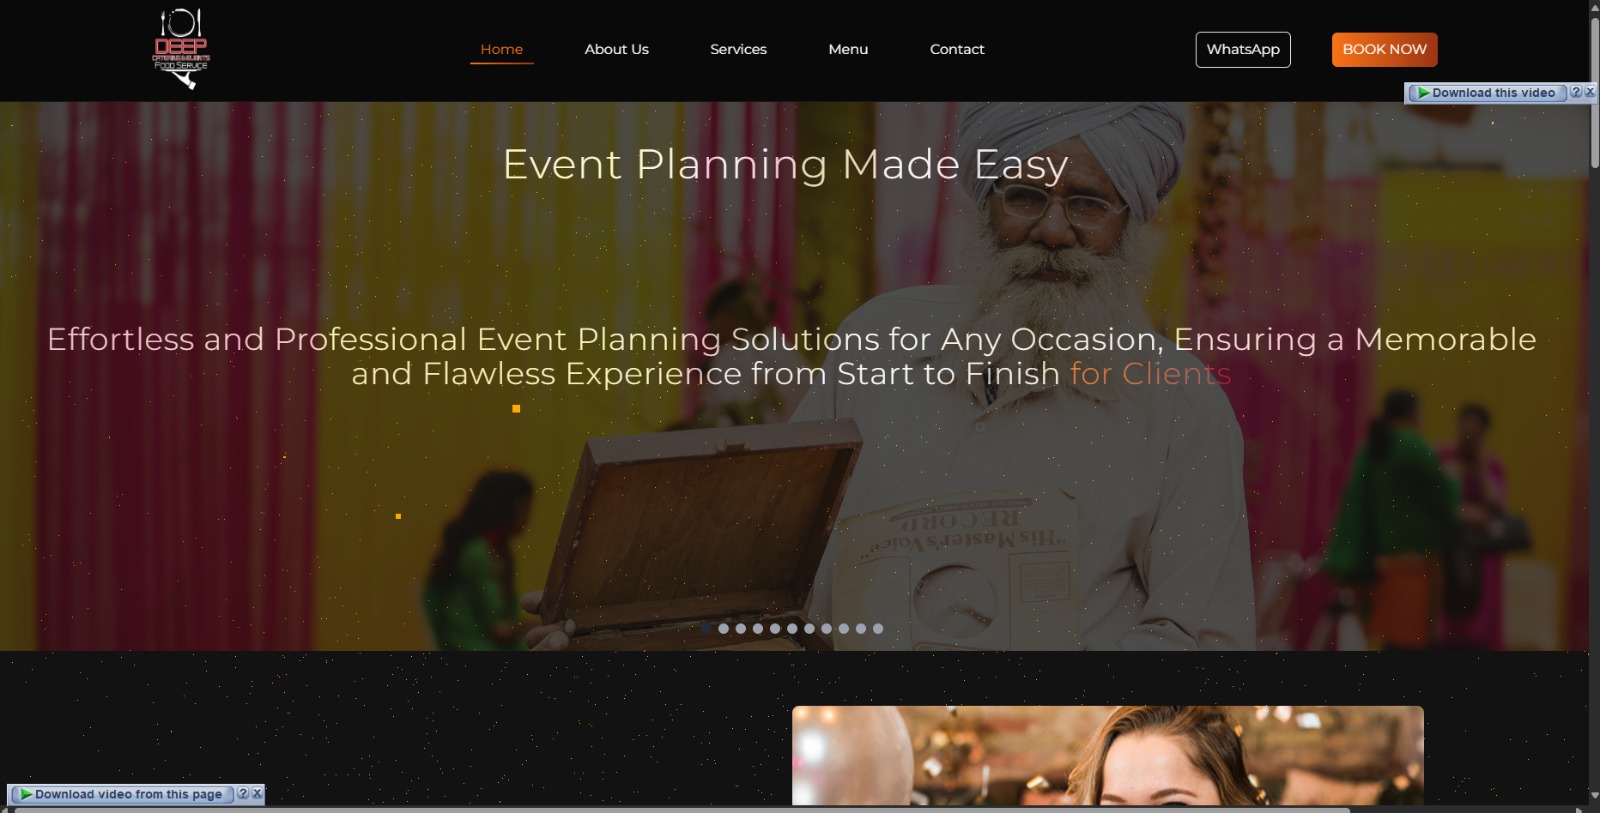 DEEP
CATERING & EVENTS
FOOD SERVICE
Home
About Us
Services
Menu
Contact
WhatsApp
BOOK NOW
Download this video
?
X
Event Planning Made Easy
Effortless and Professional Event Planning Solutions for Any Occasion, Ensuring a Memorable
and Flawless Experience from Start to Finish for Clients
"His Master's Voice"
RECORD
Download video from this page
?
X